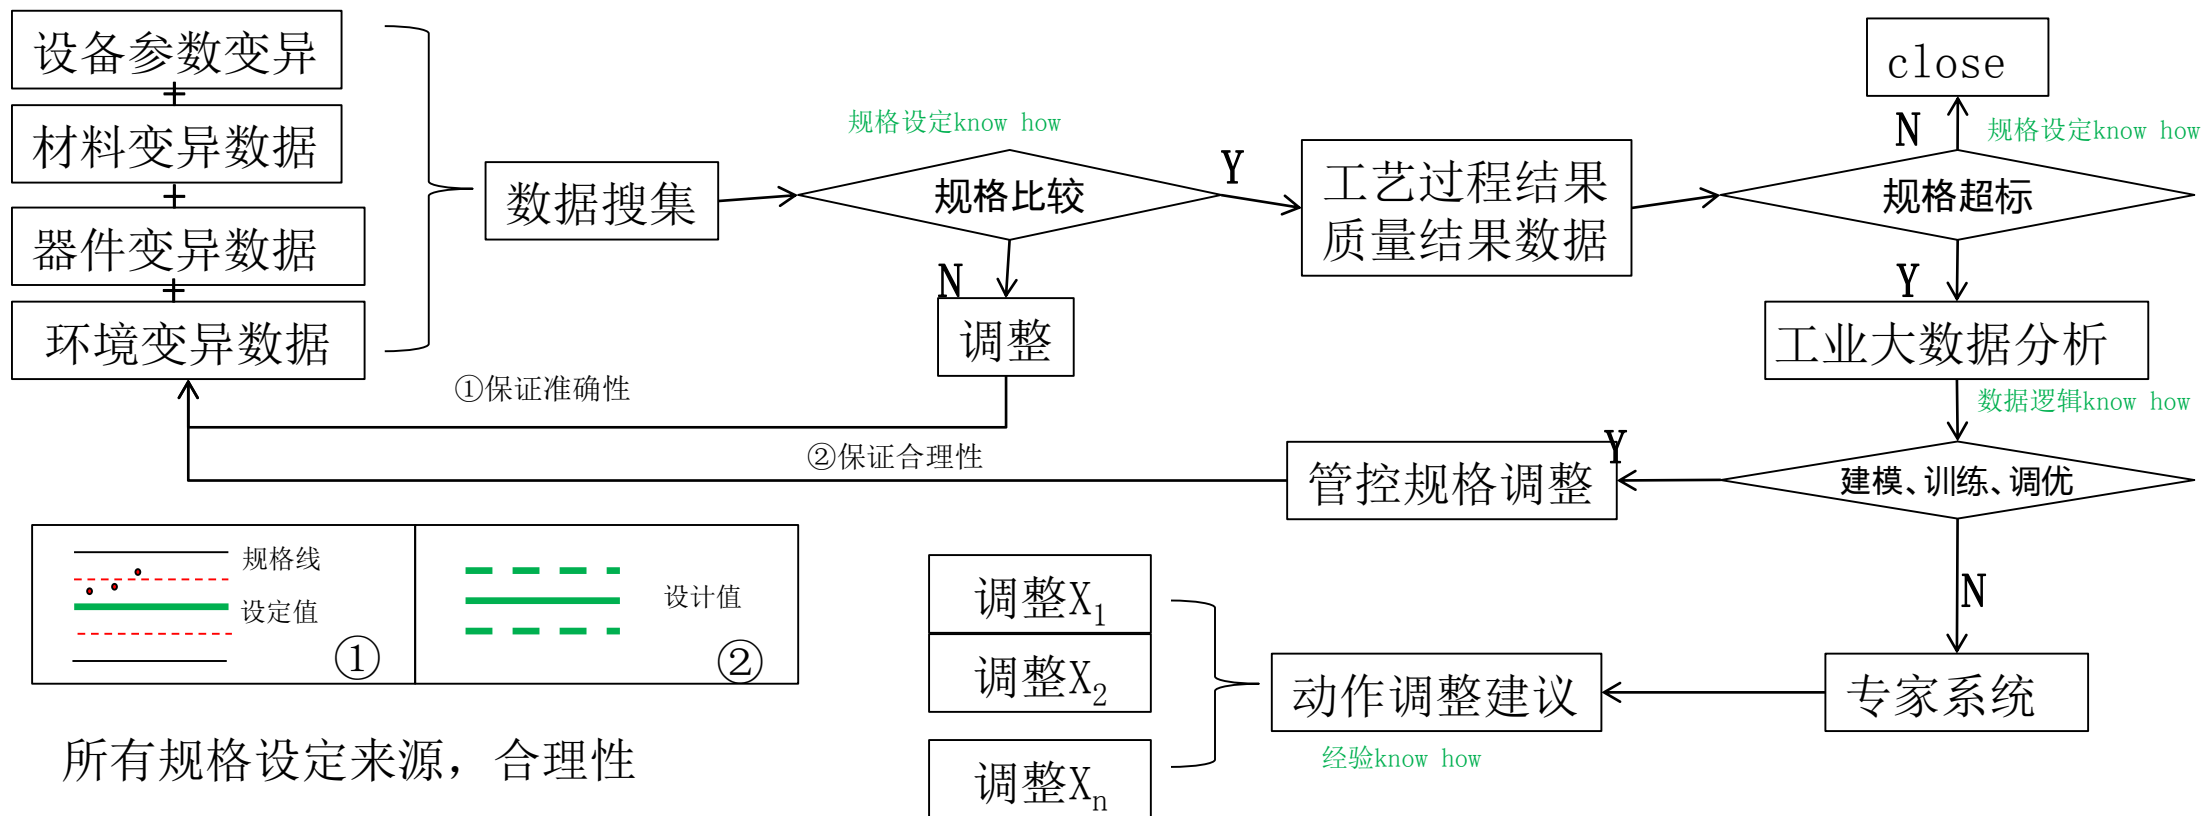 设备参数变异
+
材料变异数据
+
器件变异数据
+
环境变异数据
数据搜集
规格设定know how
规格比较
Y
N
调整
①保证准确性
②保证合理性
工艺过程结果
质量结果数据
close
N
规格设定know how
规格超标
Y
工业大数据分析
数据逻辑know how
建模、训练、调优
Y
管控规格调整
N
专家系统
动作调整建议
经验know how
调整X₁
调整X₂
调整Xₙ
规格线
设定值
①
设计值
②
所有规格设定来源，合理性